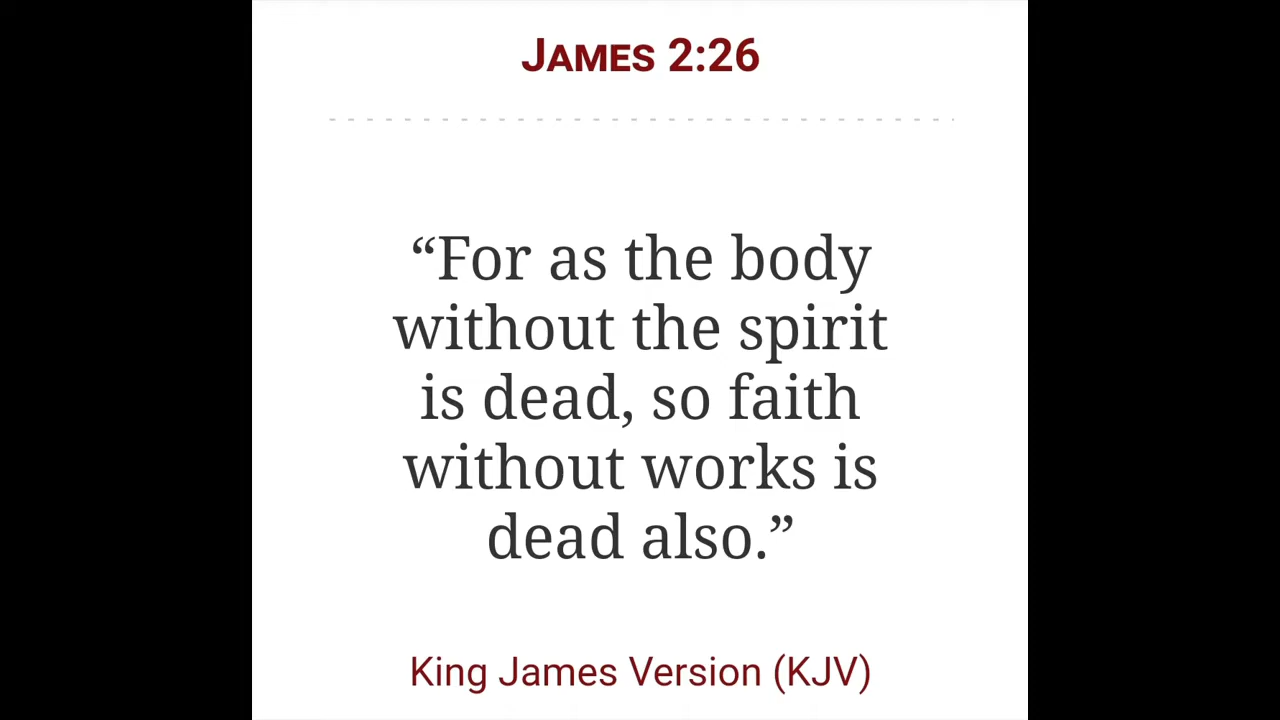 James 2:26
“For as the body
without the spirit
is dead, so faith
without works is
dead also.”
King James Version (KJV)